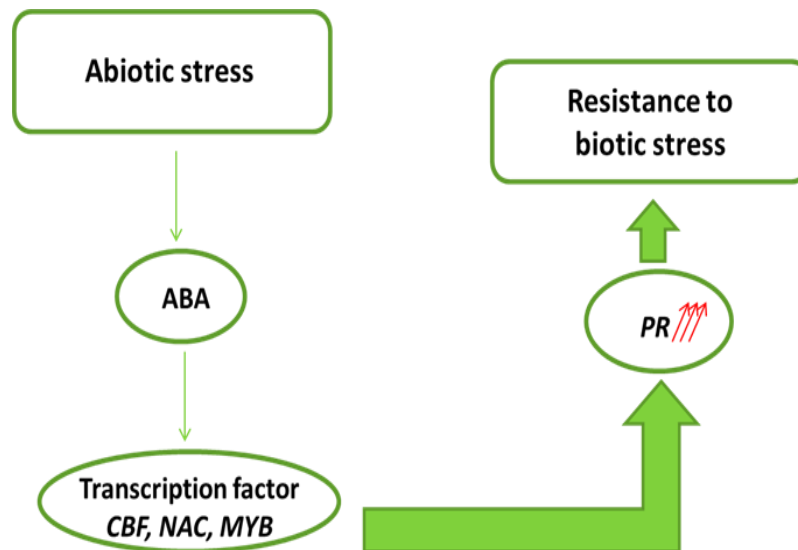 Abiotic stress
ABA
Transcription factor
CBF, NAC, MYB
PR
Resistance to
biotic stress